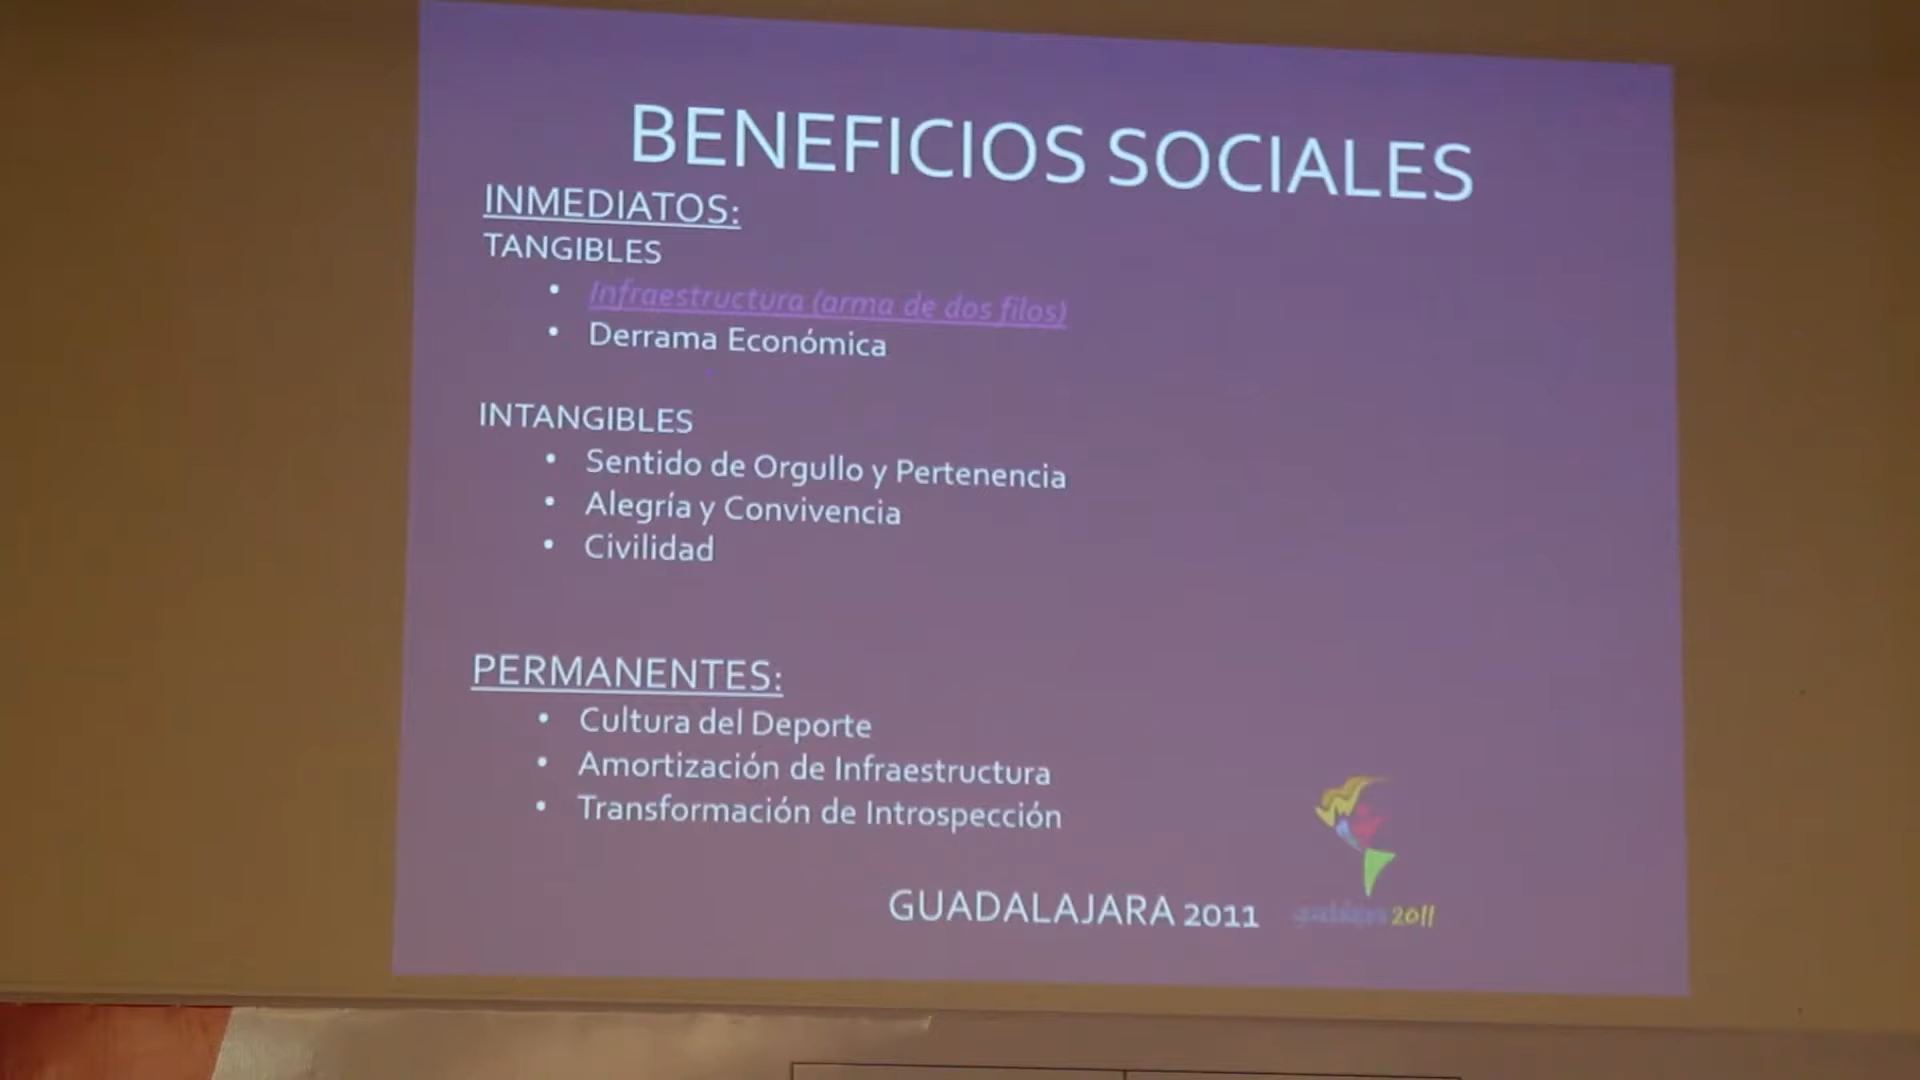 BENEFICIOS SOCIALES
INMEDIATOS:
TANGIBLES
• Infraestructura (arma de dos filos)
• Derrama Económica
INTANGIBLES
• Sentido de Orgullo y Pertenencia
• Alegría y Convivencia
• Civilidad
PERMANENTES:
• Cultura del Deporte
• Amortización de Infraestructura
• Transformación de Introspección
GUADALAJARA 2011
2011